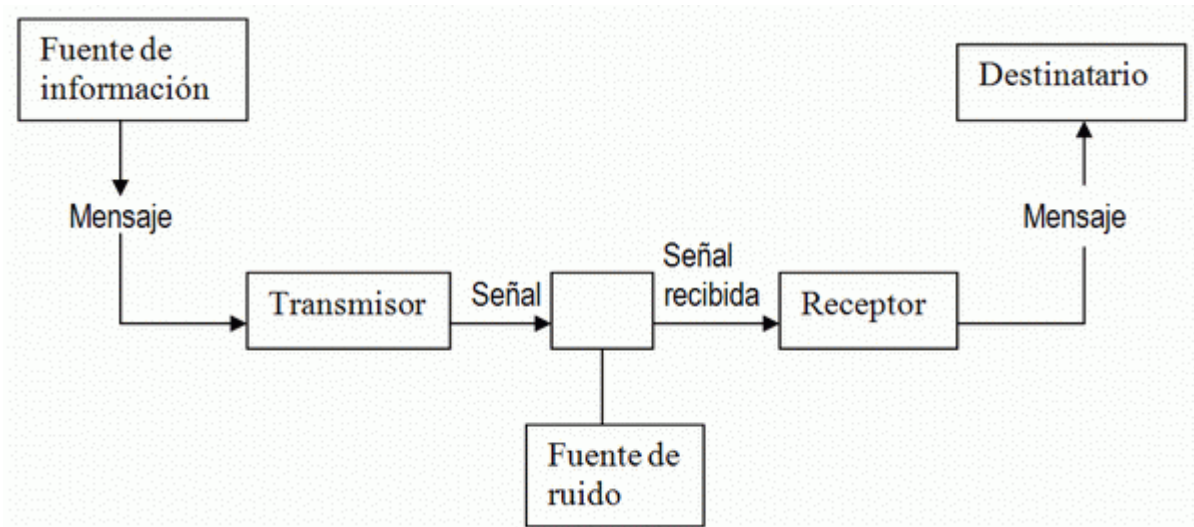 Fuente de
información
Mensaje
Transmisor
Señal
Señal
recibida
Receptor
Mensaje
Destinatario
Fuente de
ruido